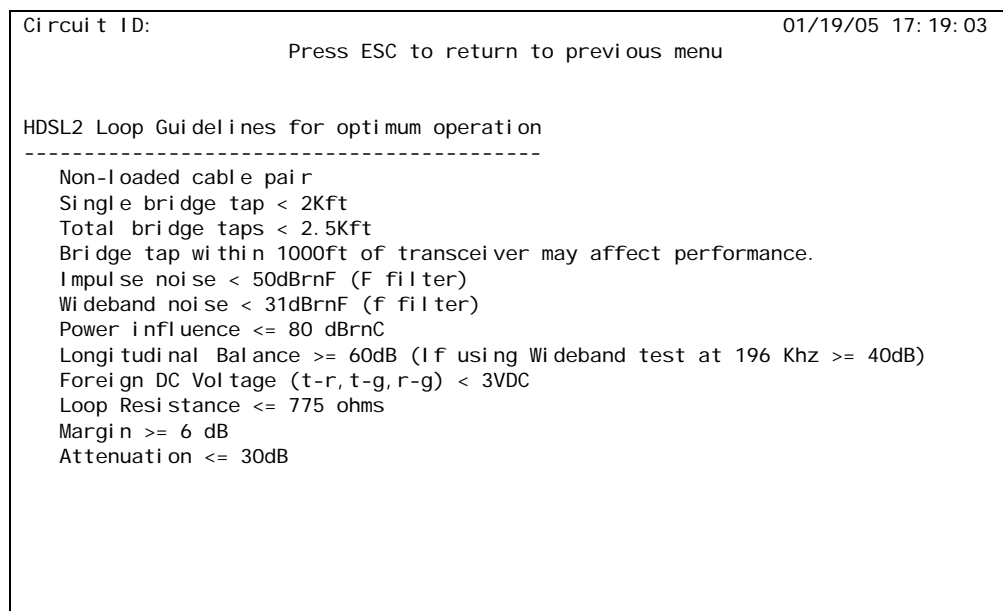 Circuit ID: 01/19/05 17:19:03
Press ESC to return to previous menu
HDSL2 Loop Guidelines for optimum operation
-------------------------------------------
Non-loaded cable pair
Single bridge tap < 2Kft
Total bridge taps < 2.5Kft
Bridge tap within 1000ft of transceiver may affect performance.
Impulse noise < 50dBrnF (F filter)
Wideband noise < 31dBrnF (f filter)
Power influence <= 80 dBrnC
Longitudinal Balance >= 60dB (If using Wideband test at 196 Khz >= 40dB)
Foreign DC Voltage (t-r,t-g,r-g) < 3VDC
Loop Resistance <= 775 ohms
Margin >= 6 dB
Attenuation <= 30dB